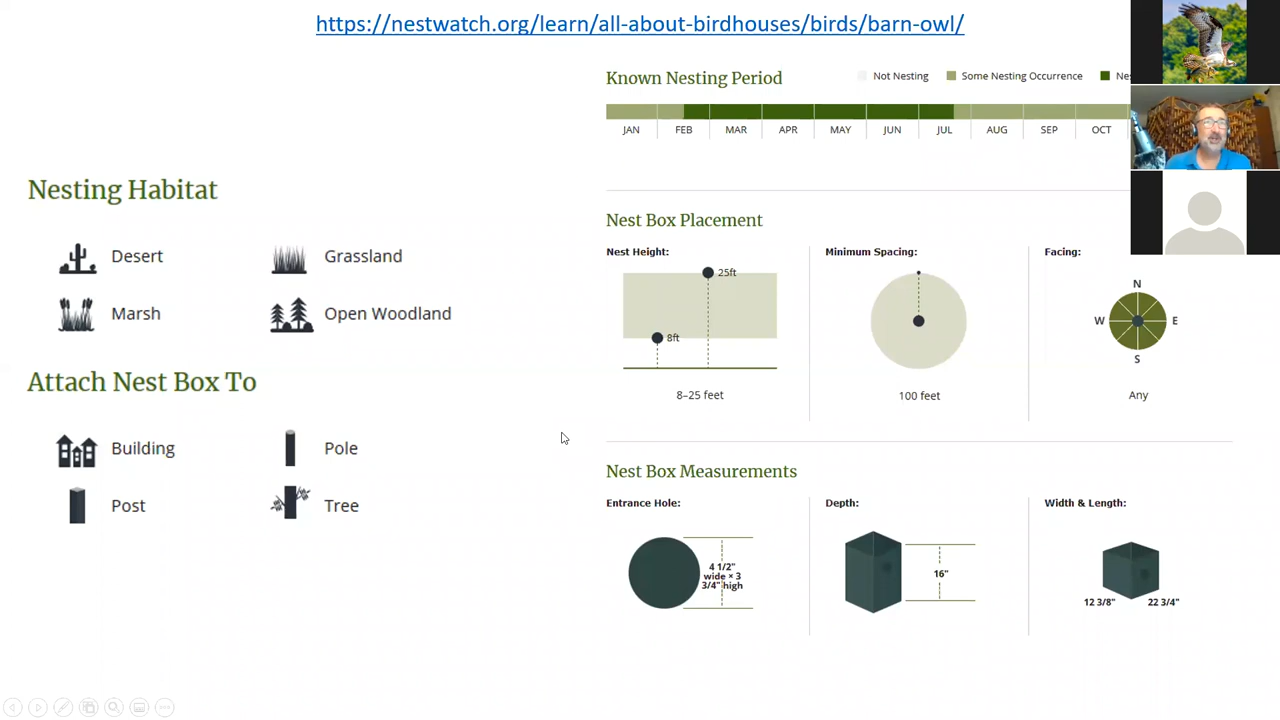 https://nestwatch.org/learn/all-about-birdhouses/birds/barn-owl/
Nesting Habitat
Desert
Grassland
Marsh
Open Woodland
Attach Nest Box To
Building
Pole
Post
Tree
Known Nesting Period
Not Nesting
Some Nesting Occurrence
JAN FEB MAR APR MAY JUN JUL AUG SEP OCT
Nest Box Placement
Nest Height:
25ft
8ft
8–25 feet
Minimum Spacing:
100 feet
Facing:
N
W E
S
Any
Nest Box Measurements
Entrance Hole:
4 1/2"
wide × 3
3/4" high
Depth:
16"
Width & Length:
12 3/8" 22 3/4"